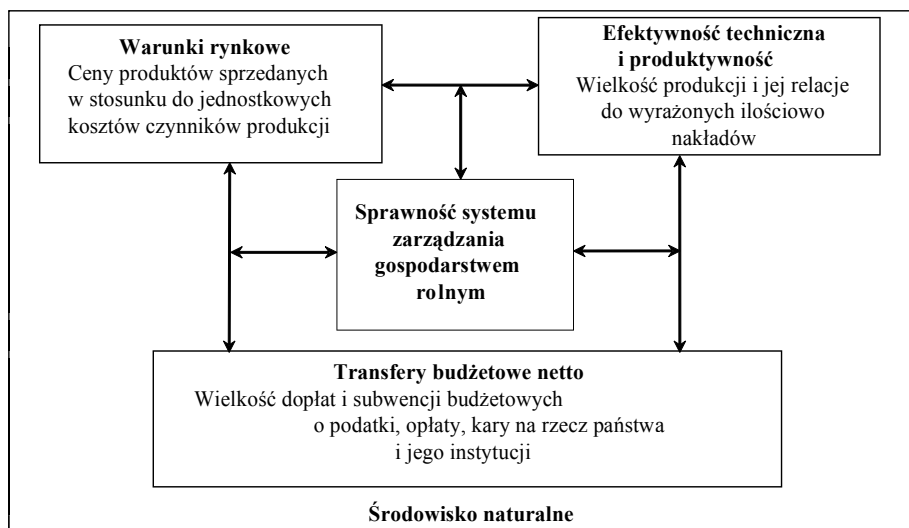 Warunki rynkowe
Ceny produktów sprzedanych
w stosunku do jednostkowych
kosztów czynników produkcji
Efektywność techniczna
i produktywność
Wielkość produkcji i jej relacje
do wyrażonych ilościowo
nakładów
Sprawność systemu
zarządzania
gospodarstwem
rolnym
Transfery budżetowe netto
Wielkość dopłat i subwencji budżetowych
o podatki, opłaty, kary na rzecz państwa
i jego instytucji
Środowisko naturalne